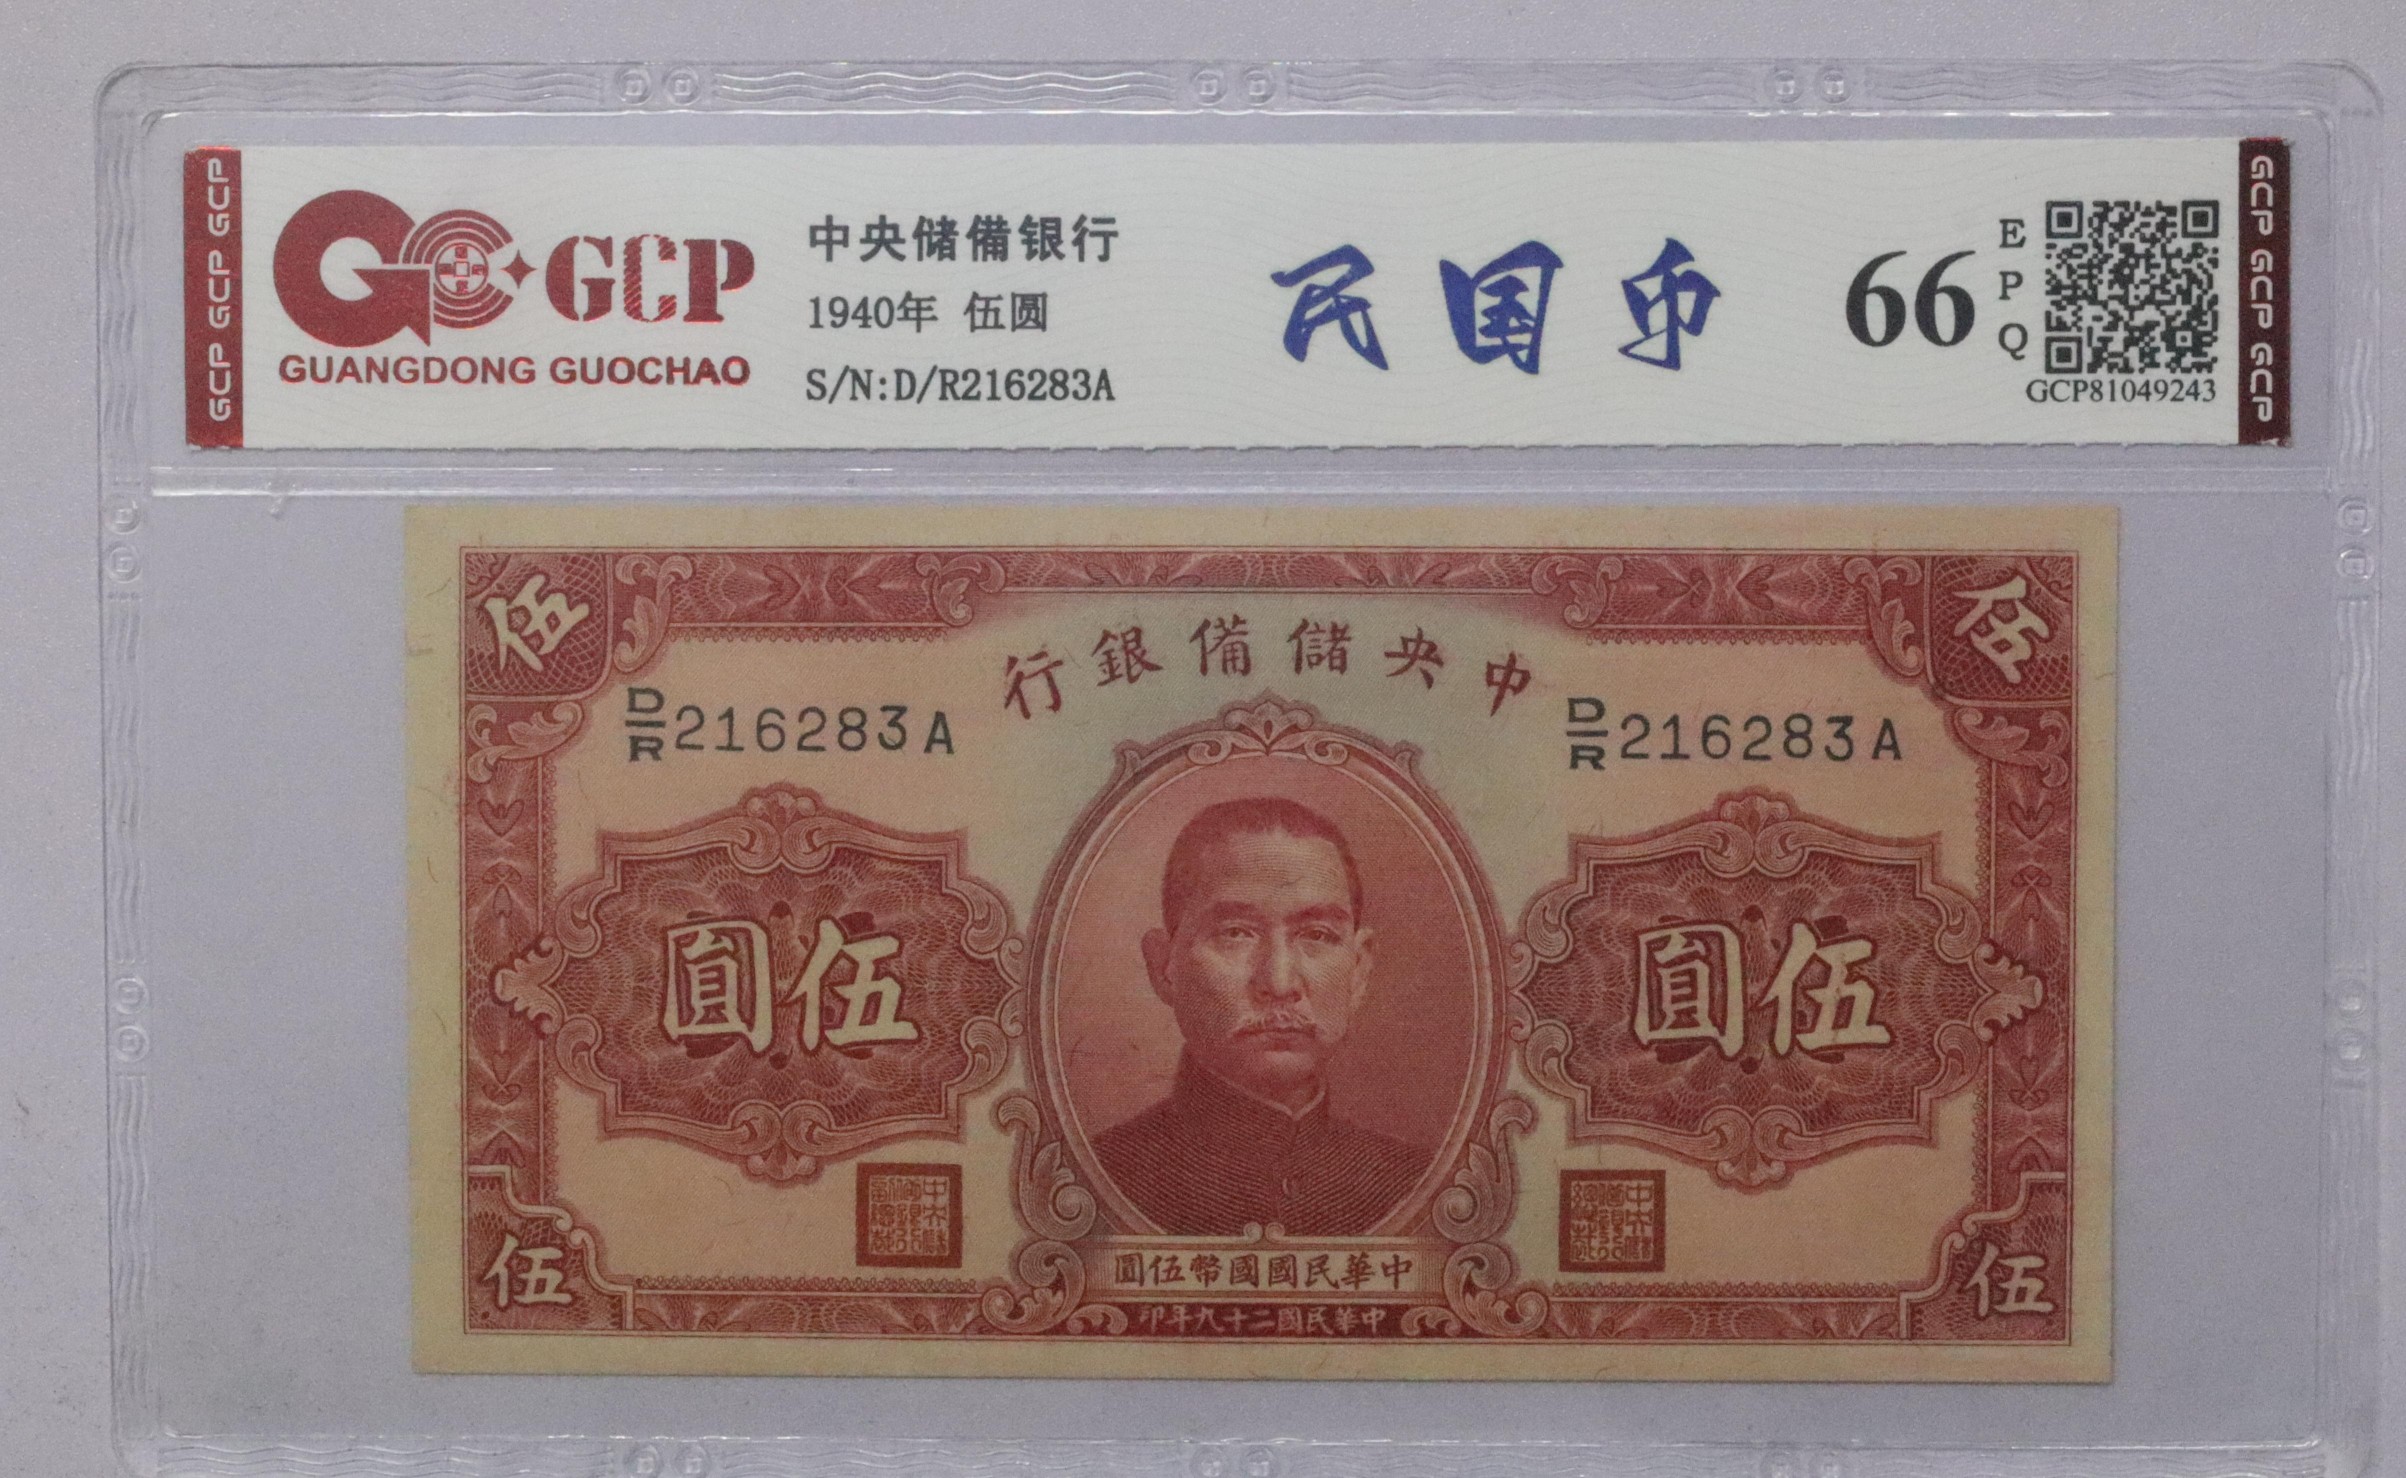 GCP GCP GCP
GCP
GUANGDONG GUOCHAO
中央储備银行
1940年 伍圆
S/N:D/R216283A
民国币
66
EPQ
GCP81049243
GCP GCP GCP
伍
伍
行銀備儲央中
D/R216283A
D/R216283A
圓伍
圓伍
圓伍幣國國民華中
印年九十二國民華中
伍
伍